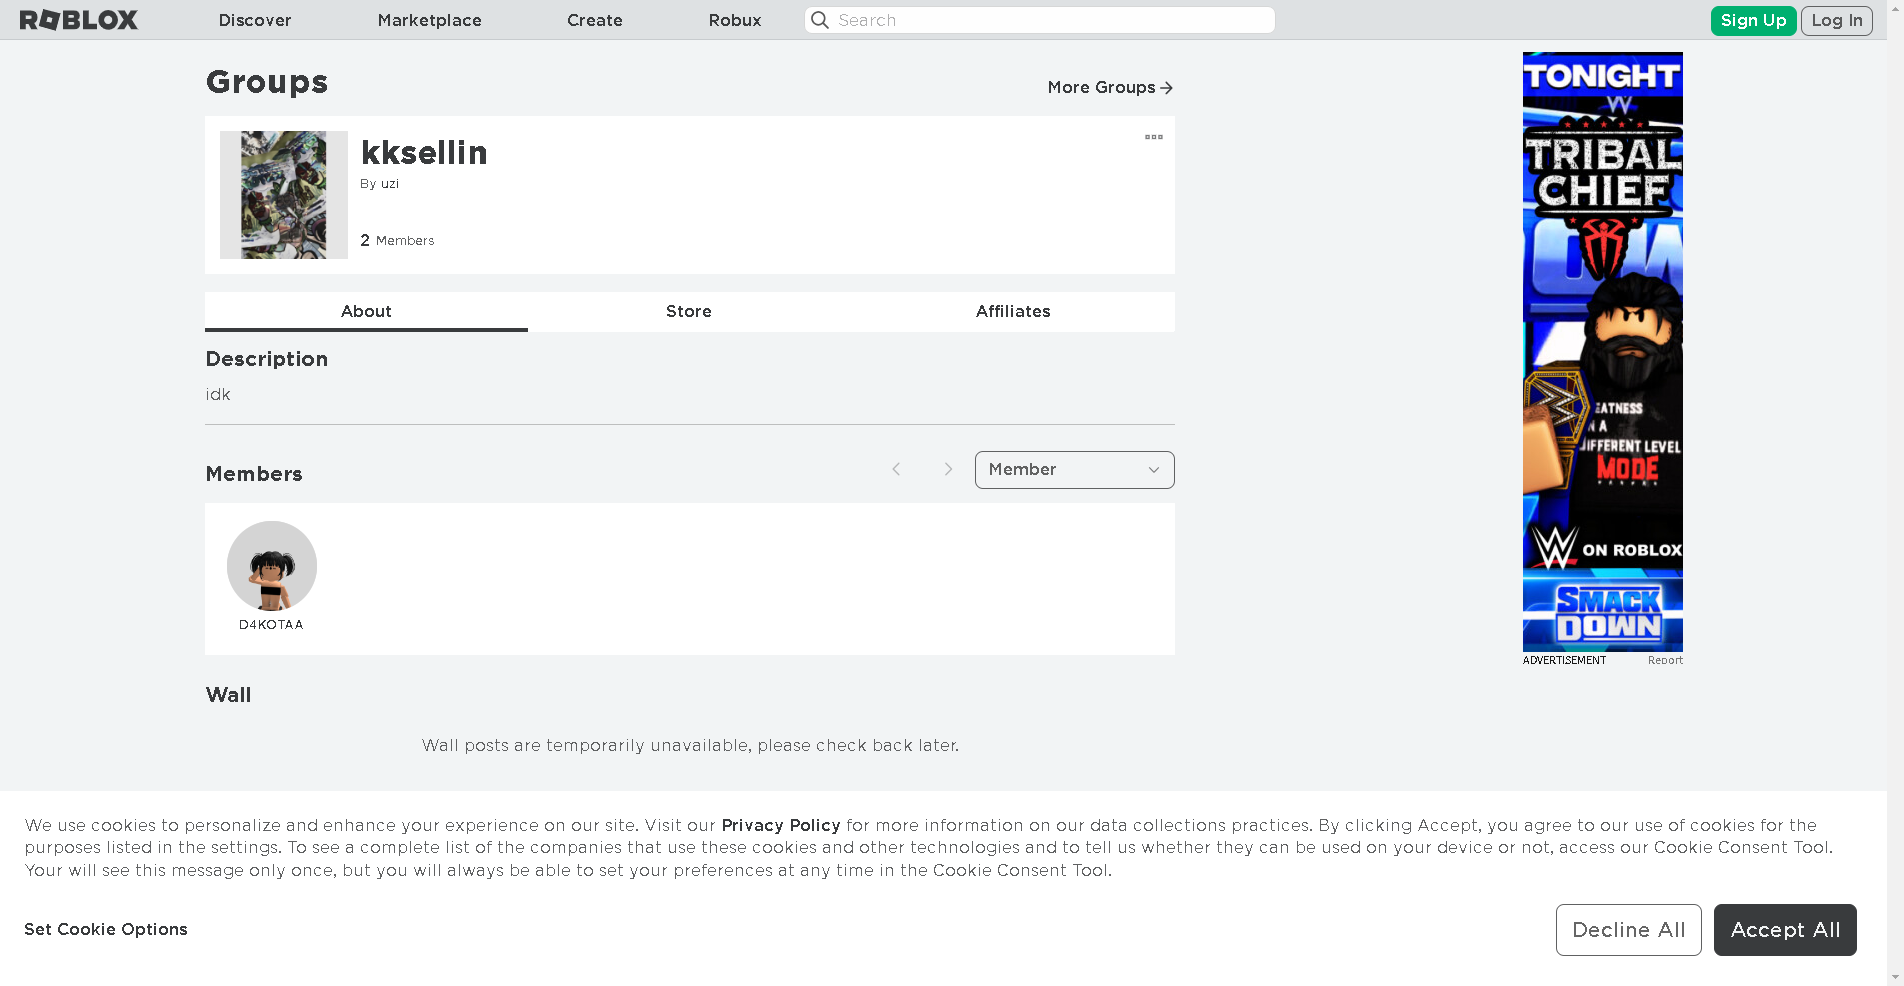 ROBLOX
Discover
Marketplace
Create
Robux
Search
Sign Up
Log In
Groups
More Groups
kksellin
By uzi
2 Members
About
Store
Affiliates
Description
idk
Members
Member
D4KOTAA
Wall
Wall posts are temporarily unavailable, please check back later.
TONIGHT
W
TRIBAL
CHIEF
EATNESS
N A
IFFERENT LEVEL
MODE
W ON ROBLOX
SMACK
DOWN
ADVERTISEMENT
Report
We use cookies to personalize and enhance your experience on our site. Visit our Privacy Policy for more information on our data collections practices. By clicking Accept, you agree to our use of cookies for the
purposes listed in the settings. To see a complete list of the companies that use these cookies and other technologies and to tell us whether they can be used on your device or not, access our Cookie Consent Tool.
Your will see this message only once, but you will always be able to set your preferences at any time in the Cookie Consent Tool.
Set Cookie Options
Decline All
Accept All